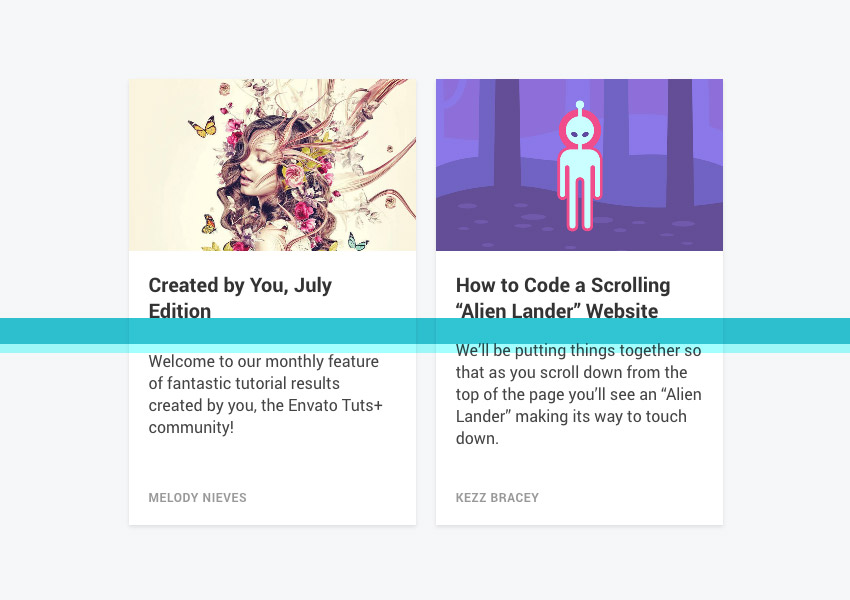 Created by You, July
Edition
Welcome to our monthly feature
of fantastic tutorial results
created by you, the Envato Tuts+
community!
MELODY NIEVES
How to Code a Scrolling
“Alien Lander” Website
We’ll be putting things together so
that as you scroll down from the
top of the page you’ll see an “Alien
Lander” making its way to touch
down.
KEZZ BRACEY